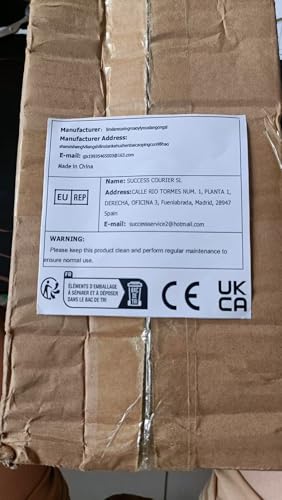 Manufacturer:
Manufacturer Address:
E-mail:
Made in China
EU REP
Name: SUCCESS COURIER SL
Address:CALLE RIO TORMES NUM. 1, PLANTA 1,
DERECHA, OFICINA 3, Fuenlabrada, Madrid, 28947
Spain
E-mail: successservice2@hotmail.com
WARNING:
Please keep this product clean and perform regular maintenance to
ensure normal use.
FR
ÉLÉMENTS D'EMBALLAGE
À SÉPARER ET À DÉPOSER
DANS LE BAC DE TRI
CE
UK
CA